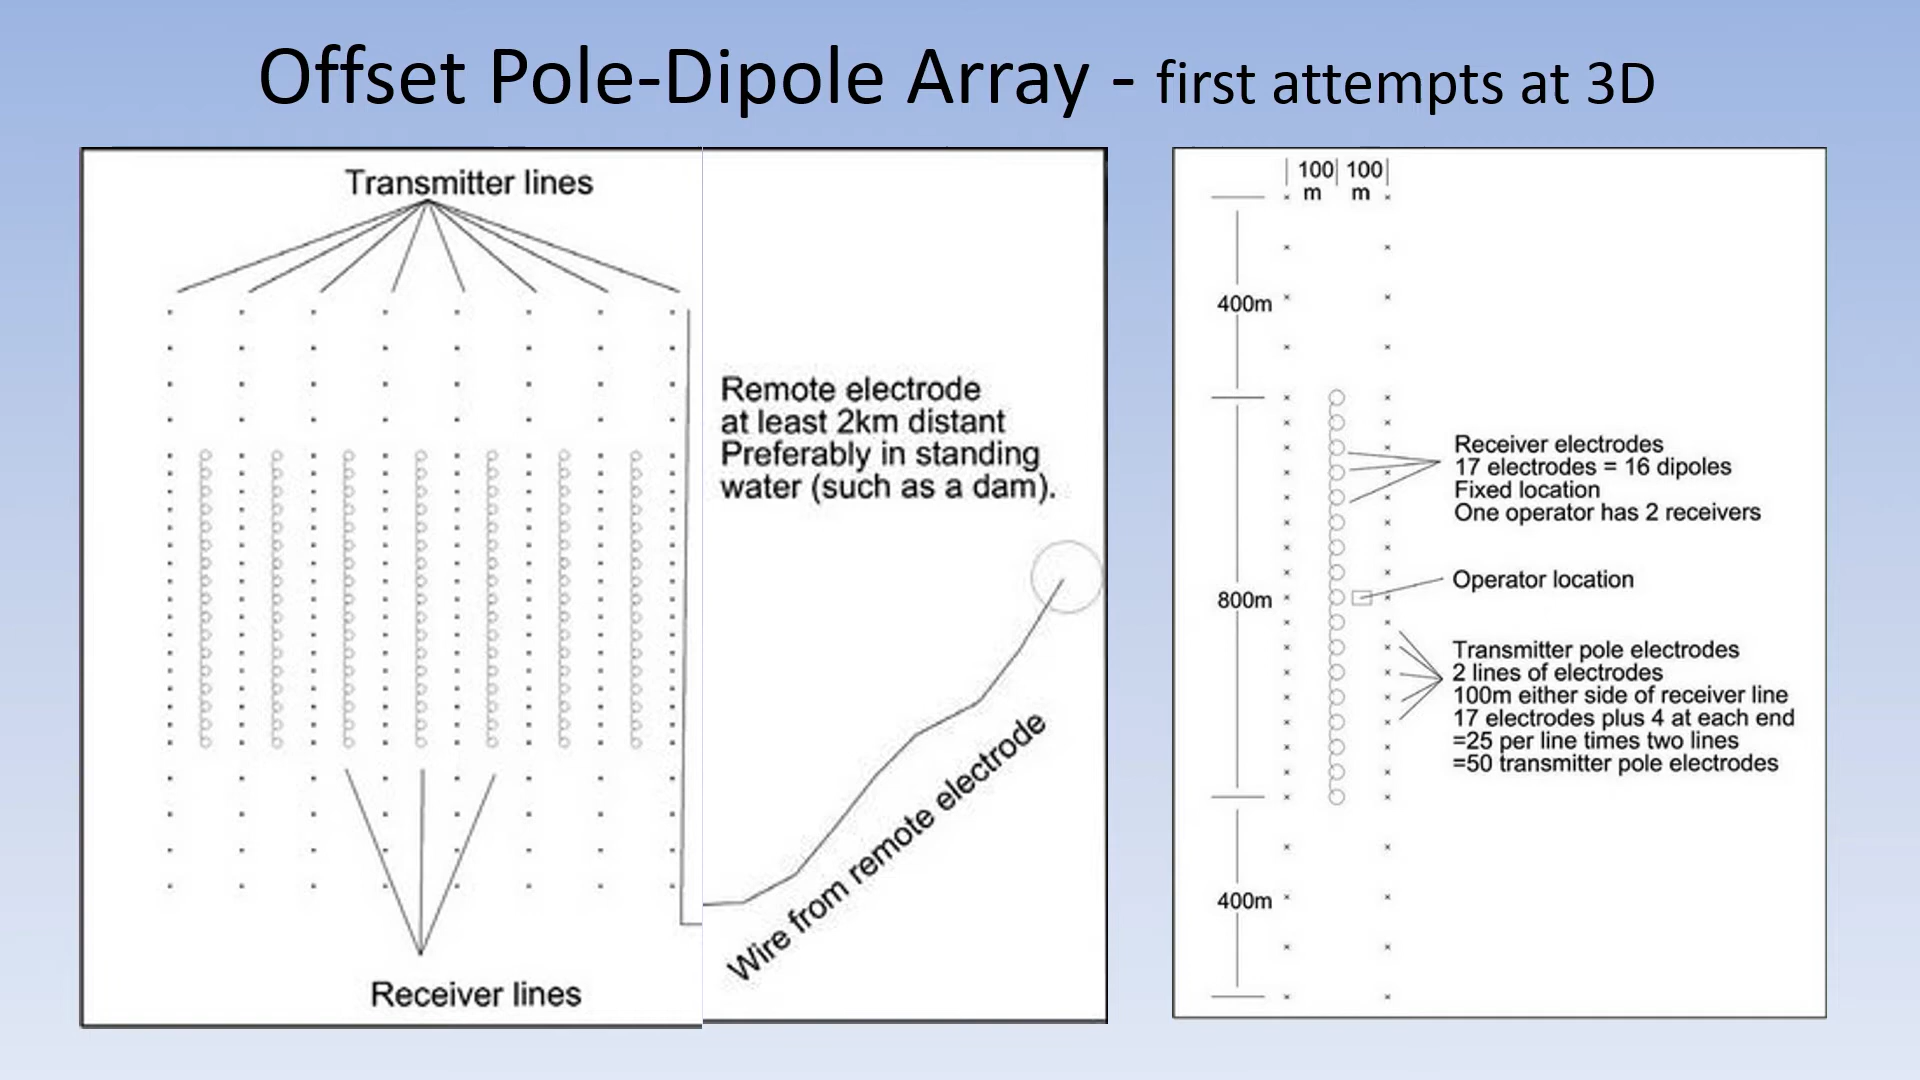 Offset Pole-Dipole Array - first attempts at 3D
Transmitter lines
Remote electrode
at least 2km distant
Preferably in standing
water (such as a dam).
Wire from remote electrode
Receiver lines
100 100
m m
400m
Receiver electrodes
17 electrodes = 16 dipoles
Fixed location
One operator has 2 receivers
Operator location
800m
Transmitter pole electrodes
2 lines of electrodes
100m either side of receiver line
17 electrodes plus 4 at each end
=25 per line times two lines
=50 transmitter pole electrodes
400m